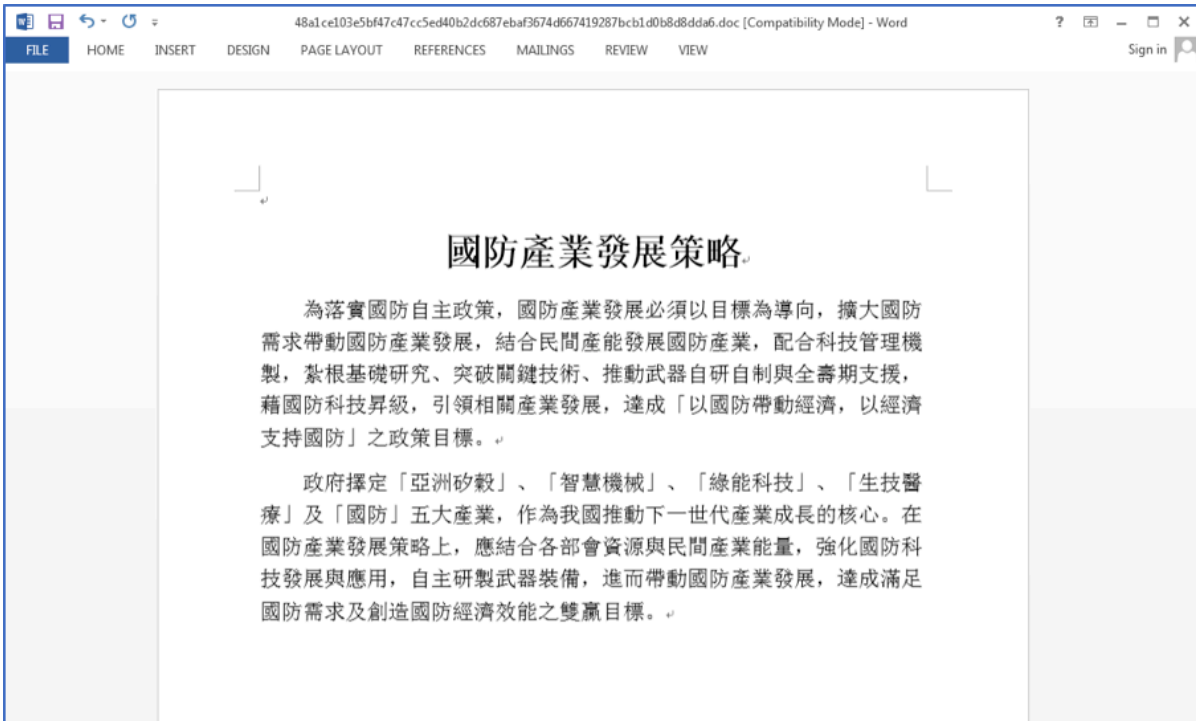 48a1ce103e5bf47c47cc5ed40b2dc687ebaf3674d667419287bcb1d0b8d8dda6.doc [Compatibility Mode] - Word
FILE HOME INSERT DESIGN PAGE LAYOUT REFERENCES MAILINGS REVIEW VIEW Sign in
國防產業發展策略
為落實國防自主政策，國防產業發展必須以目標為導向，擴大國防
需求帶動國防產業發展，結合民間產能發展國防產業，配合科技管理機
製，紮根基礎研究、突破關鍵技術、推動武器自研自制與全壽期支援，
藉國防科技昇級，引領相關產業發展，達成「以國防帶動經濟，以經濟
支持國防」之政策目標。
政府擇定「亞洲矽穀」、「智慧機械」、「綠能科技」、「生技醫
療」及「國防」五大產業，作為我國推動下一世代產業成長的核心。在
國防產業發展策略上，應結合各部會資源與民間產業能量，強化國防科
技發展與應用，自主研製武器裝備，進而帶動國防產業發展，達成滿足
國防需求及創造國防經濟效能之雙贏目標。